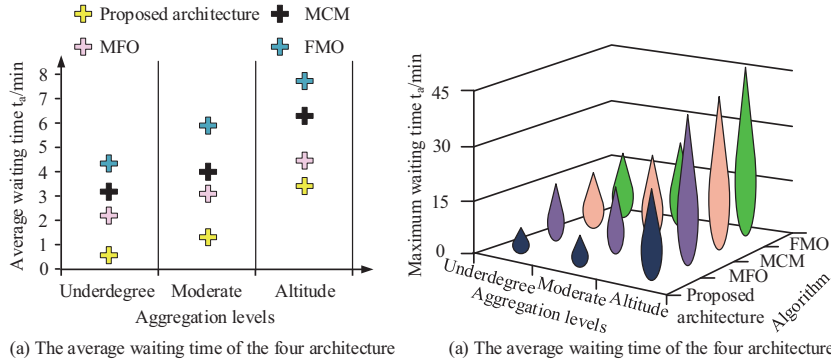 Proposed architecture
MCM
MFO
FMO
Average waiting time tₐ/min
8
7
6
5
4
3
2
1
0
Underdegree
Moderate
Altitude
Aggregation levels
(a) The average waiting time of the four architecture
Maximum waiting time tₐ/min
45
30
15
0
Underdegree
Moderate
Altitude
Aggregation levels
Proposed
architecture
MFO
MCM
FMO
Algorithm
(a) The average waiting time of the four architecture